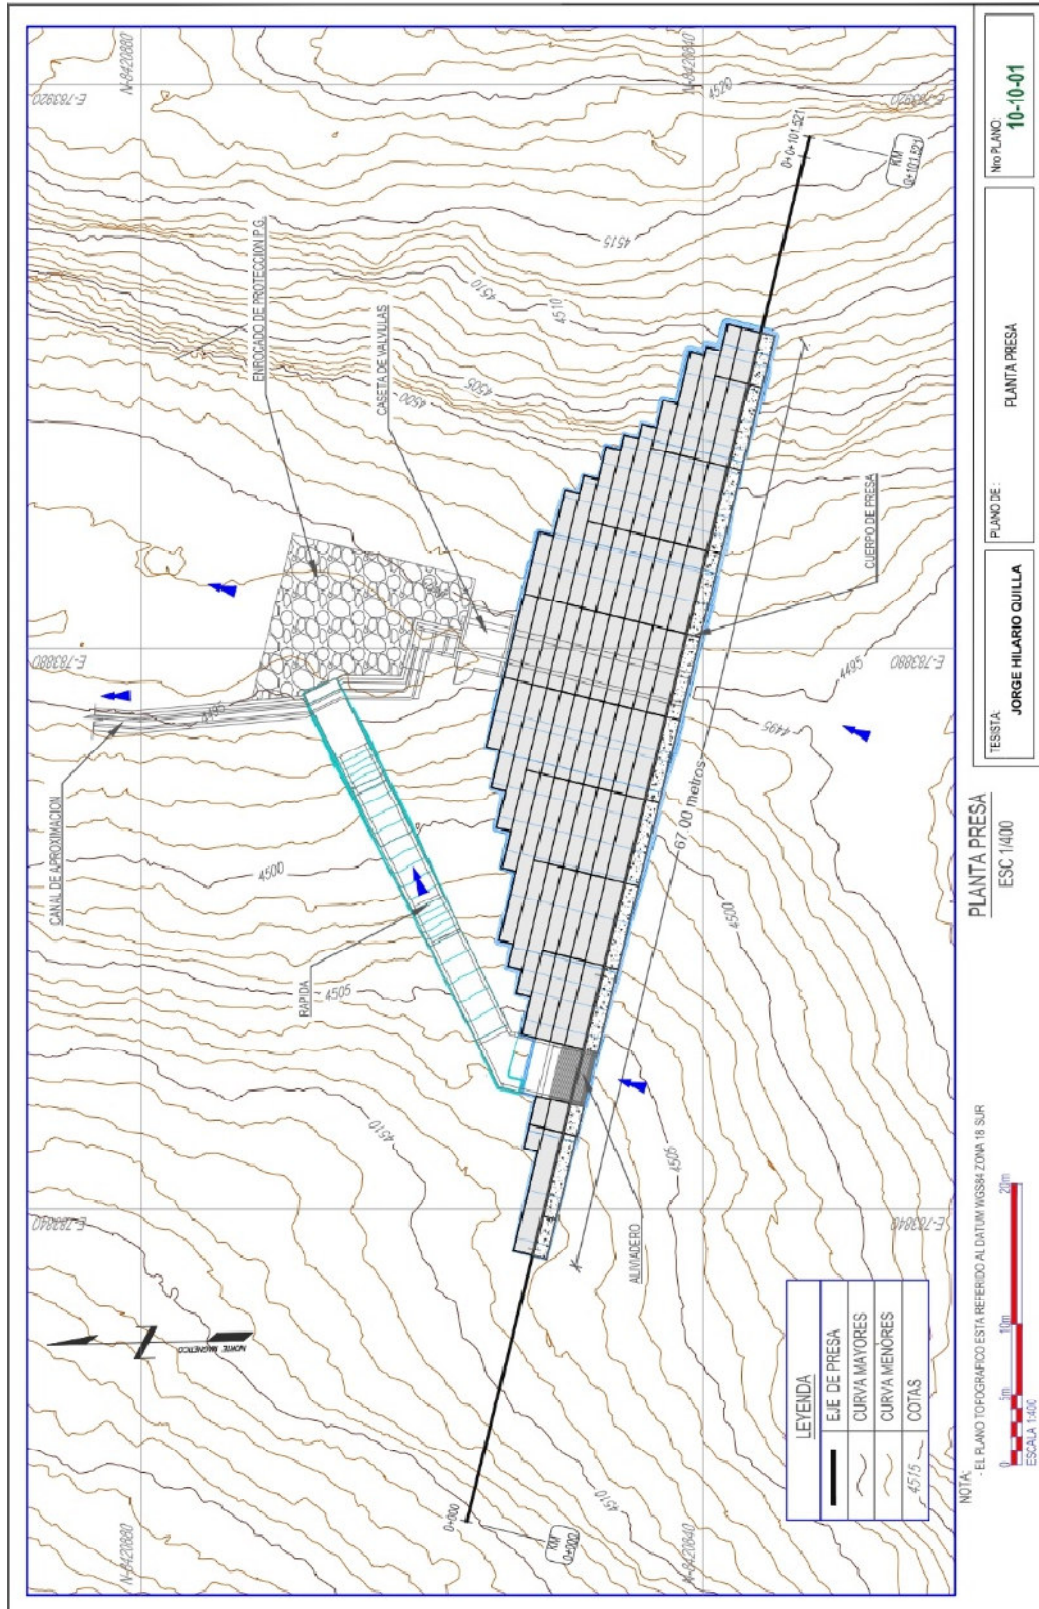 N-8420880
N-8420840
E-783920
E-783920
4520
0+0+101.521
KM
0+101.521
4515
4510
4510
4505
4500
ENROCADO DE PROTECCION P.G.
CASETA DE VALVULAS
CUERPO DE PRESA
E-783880
E-783880
4495
4495
4495
CANAL DE APROXIMACION
67.00 metros
4500
4500
RAPIDA
4505
4510
4505
ALIVIADERO
E-783840
E-783840
NORTE MAGNETICO
N
0+000
KM
0+000
4510
N-8420880
N-8420840
LEYENDA
EJE DE PRESA
CURVA MAYORES
CURVA MENORES
4515
COTAS
PLANTA PRESA
ESC 1/400
NOTA:
- EL PLANO TOPOGRAFICO ESTA REFERIDO AL DATUM WGS84 ZONA 18 SUR
0 5m 10m 20m
ESCALA 1:400
TESISTA:
JORGE HILARIO QUILLA
PLANO DE :
PLANTA PRESA
Nro PLANO:
10-10-01